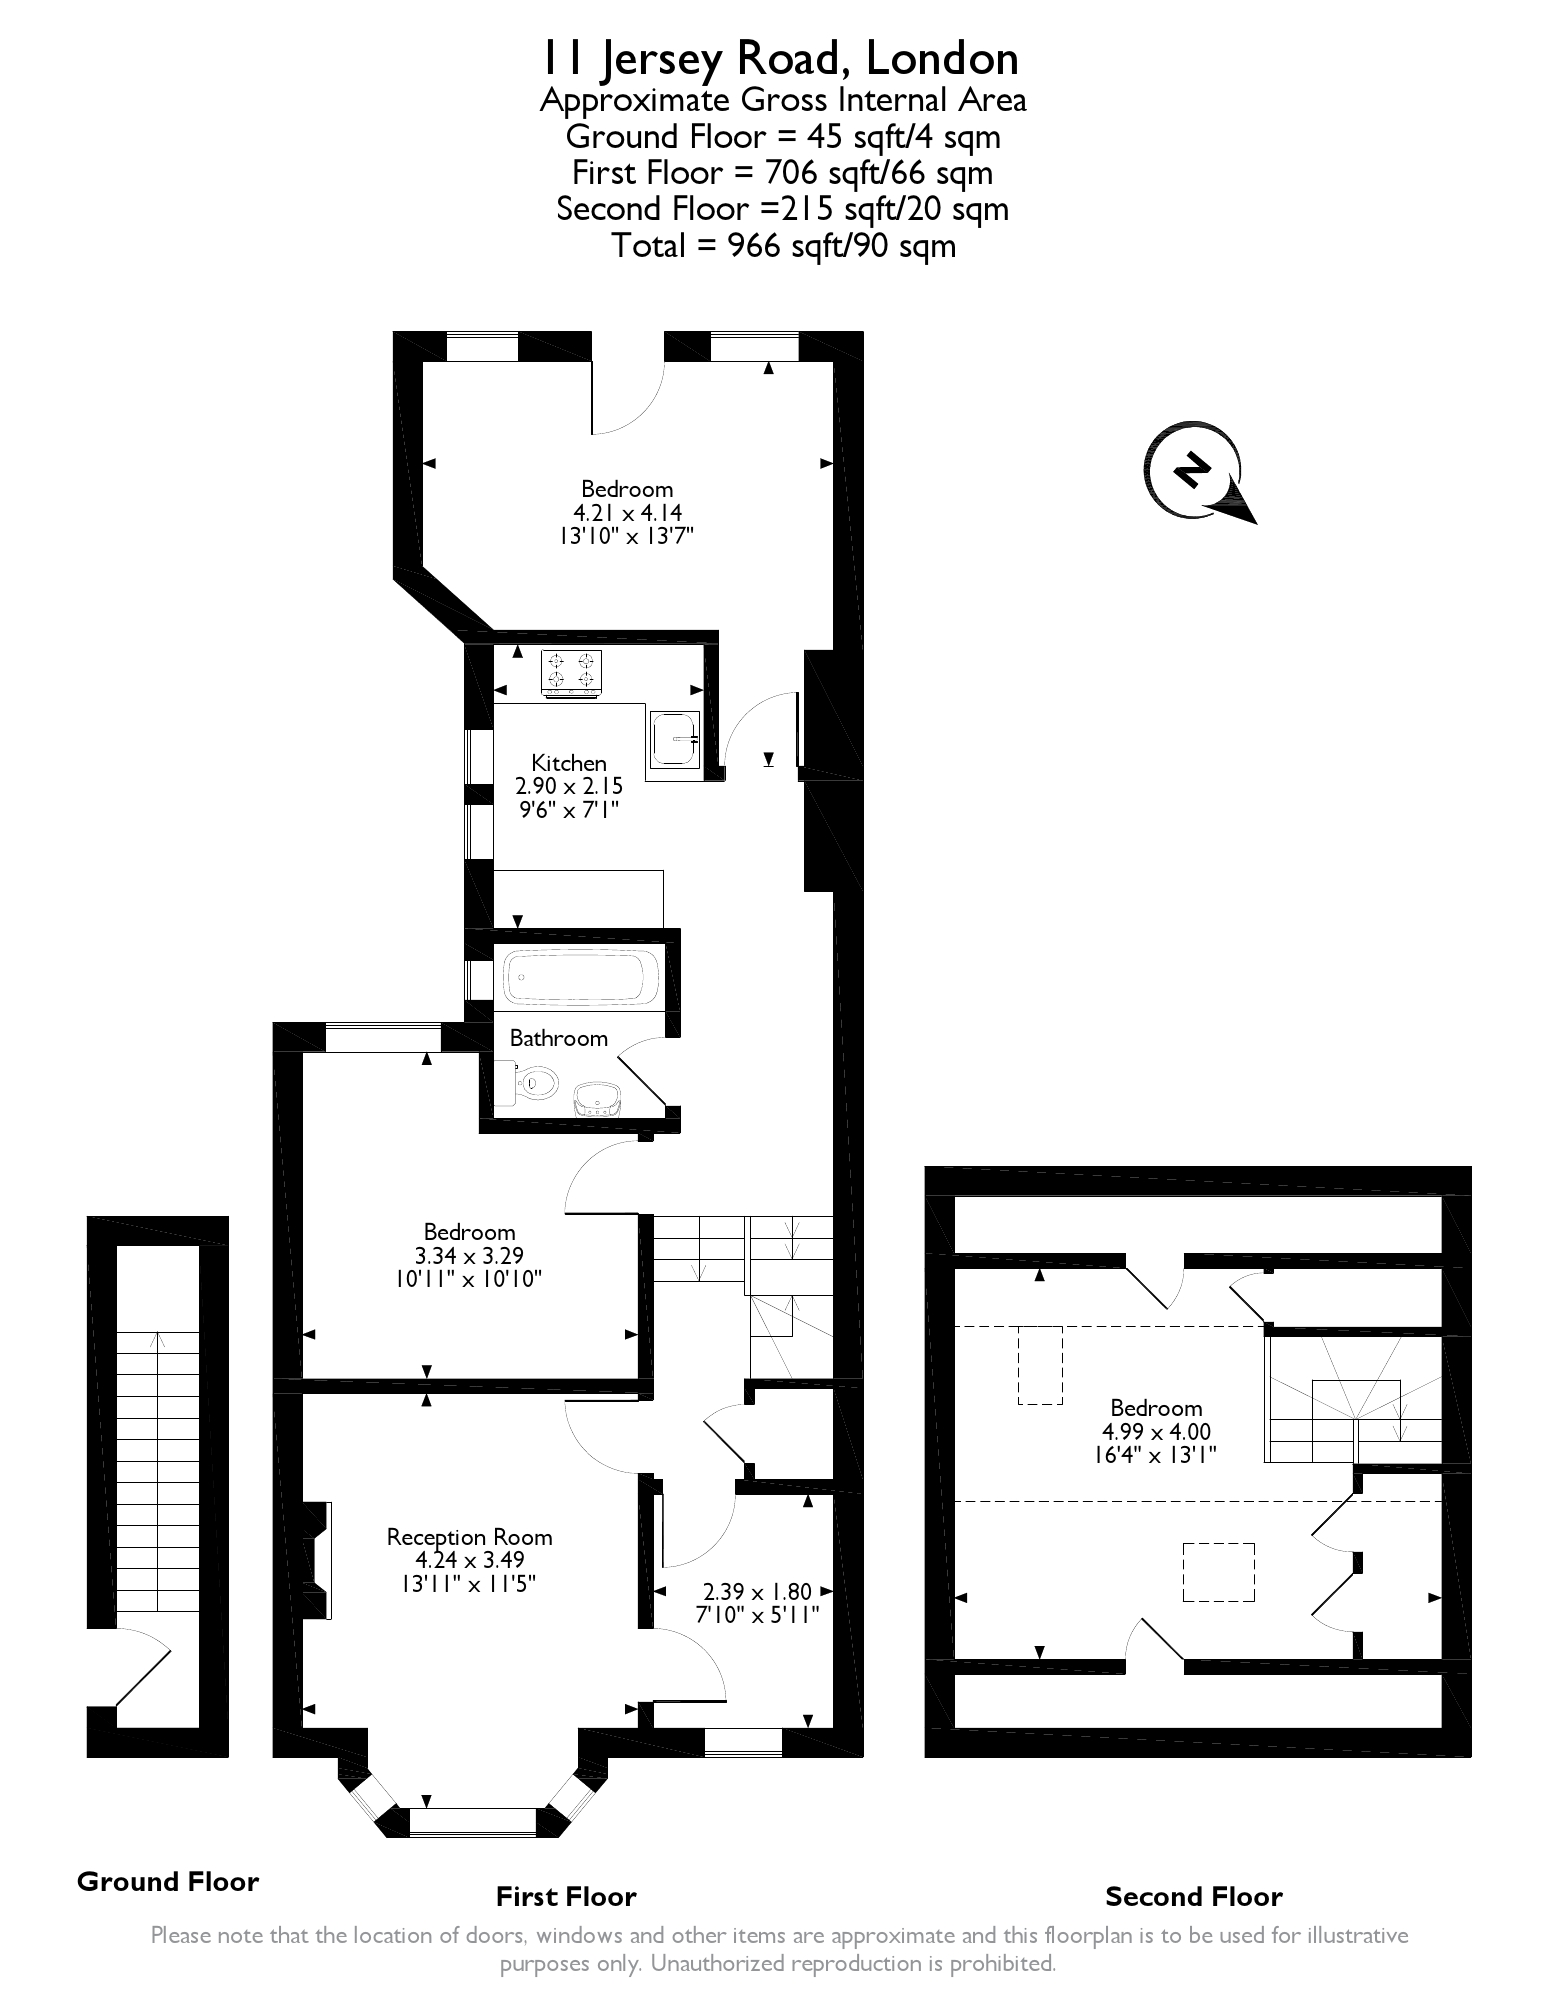 11 Jersey Road, London
Approximate Gross Internal Area
Ground Floor = 45 sqft/4 sqm
First Floor = 706 sqft/66 sqm
Second Floor =215 sqft/20 sqm
Total = 966 sqft/90 sqm
N
Bedroom
4.21 x 4.14
13'10" x 13'7"
Kitchen
2.90 x 2.15
9'6" x 7'1"
Bathroom
Bedroom
3.34 x 3.29
10'11" x 10'10"
Bedroom
4.99 x 4.00
16'4" x 13'1"
Reception Room
4.24 x 3.49
13'11" x 11'5"
2.39 x 1.80
7'10" x 5'11"
Ground Floor
First Floor
Second Floor
Please note that the location of doors, windows and other items are approximate and this floorplan is to be used for illustrative
purposes only. Unauthorized reproduction is prohibited.